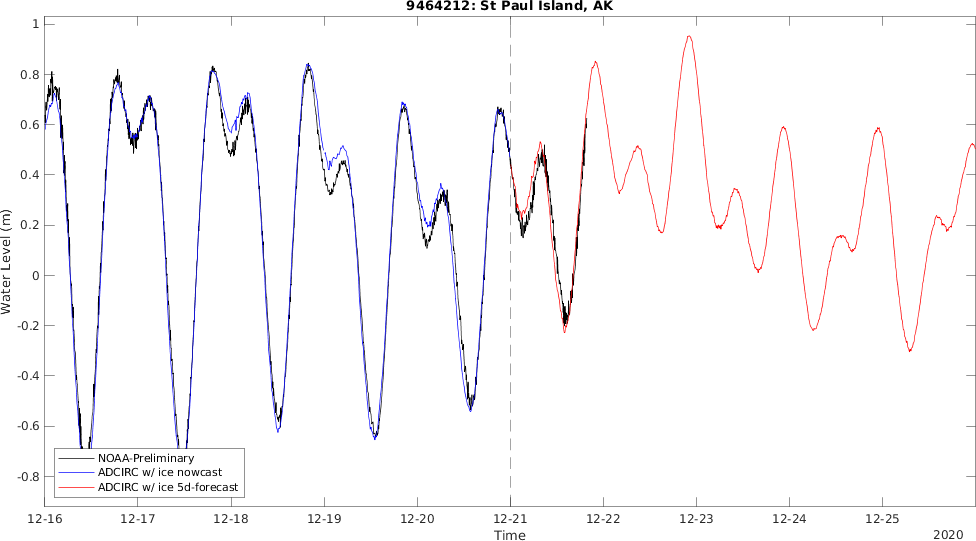 9464212: St Paul Island, AK
1
0.8
0.6
0.4
0.2
0
-0.2
-0.4
-0.6
-0.8
Water Level (m)
NOAA-Preliminary
ADCIRC w/ ice nowcast
ADCIRC w/ ice 5d-forecast
12-16 12-17 12-18 12-19 12-20 12-21 12-22 12-23 12-24 12-25
Time
2020